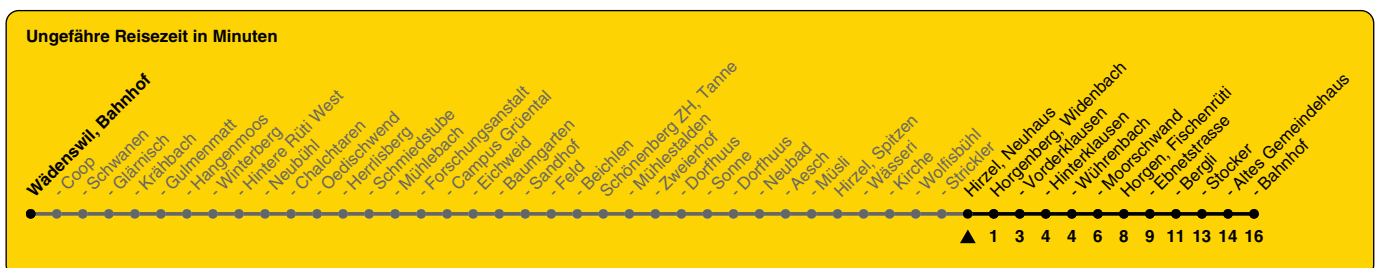 Ungefähre Reisezeit in Minuten
Wädenswil, Bahnhof
- Coop
- Schwanen
- Glärnisch
- Krähbach
- Gulmenmatt
- Hangenmoos
- Winterberg
- Hintere Rüti West
- Neubühl
- Chalchtaren
- Oedischwend
- Herrlisberg
- Schmiedstube
- Mühlebach
- Forschungsanstalt
- Campus Grüental
- Eichweid
- Baumgarten
- Sandhof
- Feld
- Beichlen
Schönenberg ZH, Tanne
- Mühlestalden
- Zweierhof
- Dorfhuus
- Sonne
- Dorfhuus
- Neubad
- Aesch
- Müsli
Hirzel, Spitzen
- Wässeri
- Kirche
- Wolfisbühl
- Strickler
Hirzel, Neuhaus
Horgenberg, Widenbach
- Vorderklausen
- Hinterklausen
- Würhrenbach
- Moorschwand
Horgen, Fischenrüti
- Ebnetstrasse
- Bergli
- Stocker
- Altes Gemeindehaus
- Bahnhof
▲ 1 3 4 4 6 8 9 11 13 14 16